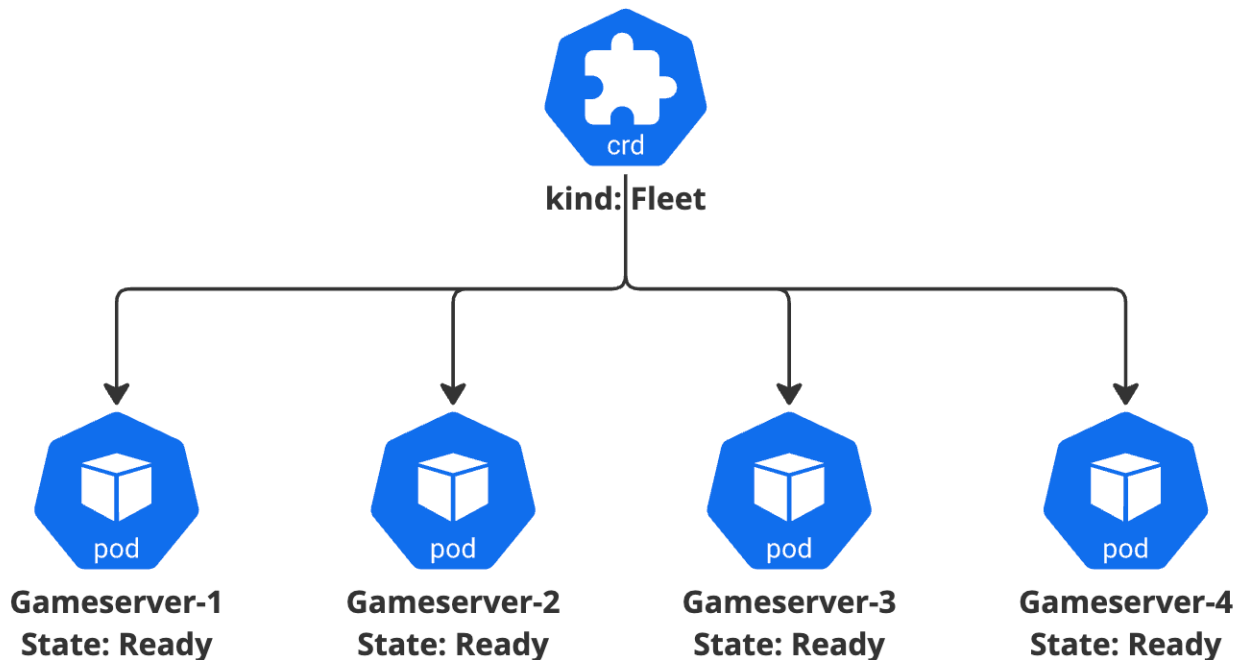 crd
kind: Fleet
pod
pod
pod
pod
Gameserver-1
Gameserver-2
Gameserver-3
Gameserver-4
State: Ready
State: Ready
State: Ready
State: Ready